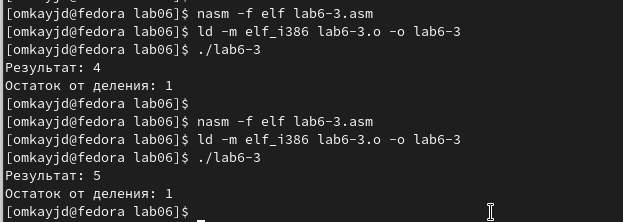 [omkayjd@fedora lab06]$ nasm -f elf lab6-3.asm
[omkayjd@fedora lab06]$ ld -m elf_i386 lab6-3.o -o lab6-3
[omkayjd@fedora lab06]$ ./lab6-3
Результат: 4
Остаток от деления: 1
[omkayjd@fedora lab06]$
[omkayjd@fedora lab06]$ nasm -f elf lab6-3.asm
[omkayjd@fedora lab06]$ ld -m elf_i386 lab6-3.o -o lab6-3
[omkayjd@fedora lab06]$ ./lab6-3
Результат: 5
Остаток от деления: 1
[omkayjd@fedora lab06]$